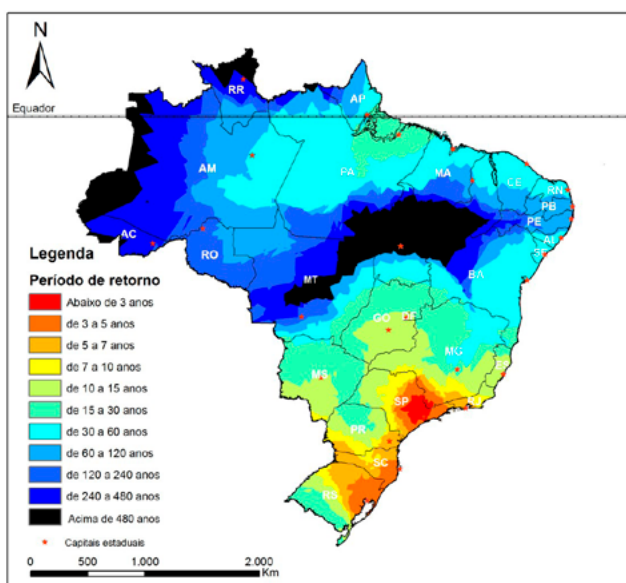 N
Equador
RR
AP
AM
PA
MA
CE
RN
PB
PE
AL
SE
AC
RO
MT
BA
Legenda
Período de retorno
Abaixo de 3 anos
de 3 a 5 anos
de 5 a 7 anos
de 7 a 10 anos
de 10 a 15 anos
de 15 a 30 anos
de 30 a 60 anos
de 60 a 120 anos
de 120 a 240 anos
de 240 a 480 anos
Acima de 480 anos
Capitais estaduais
GO
DF
MG
ES
MS
SP
RJ
PR
SC
RS
0 500 1.000 2.000
Km